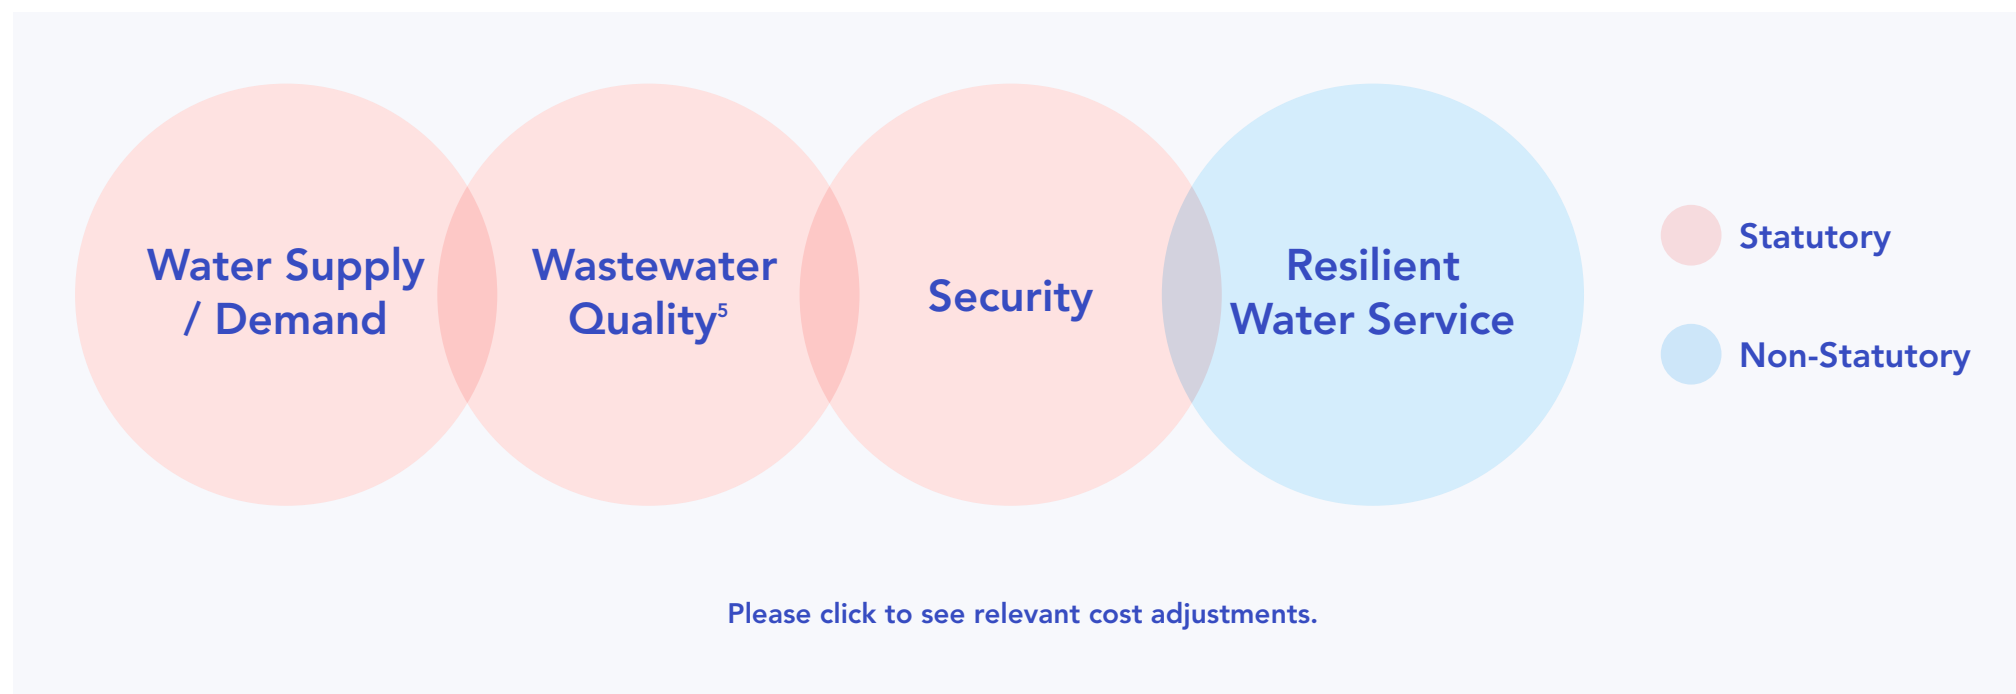 Water Supply
/ Demand
Wastewater
Quality⁵
Security
Resilient
Water Service
Statutory
Non-Statutory
Please click to see relevant cost adjustments.